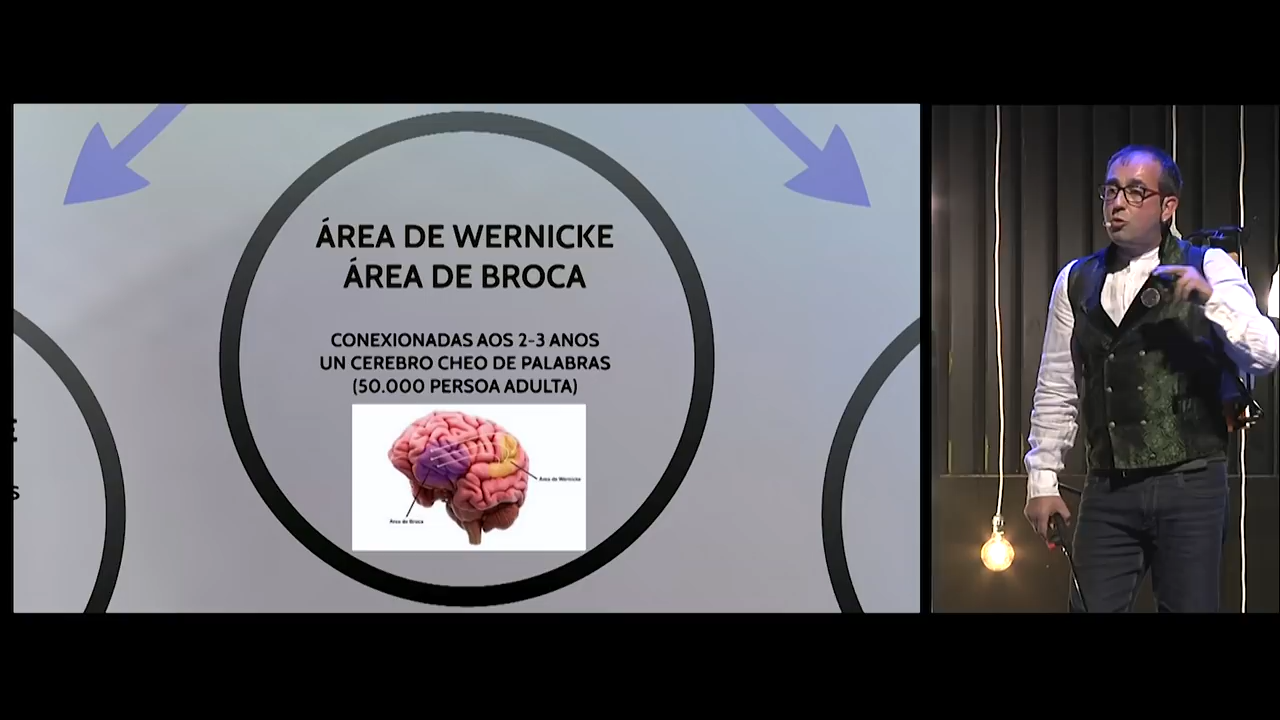 ÁREA DE WERNICKE
ÁREA DE BROCA
CONEXIONADAS AOS 2-3 ANOS
UN CEREBRO CHEO DE PALABRAS
(50.000 PERSOA ADULTA)
Área de Wernicke
Área de Broca